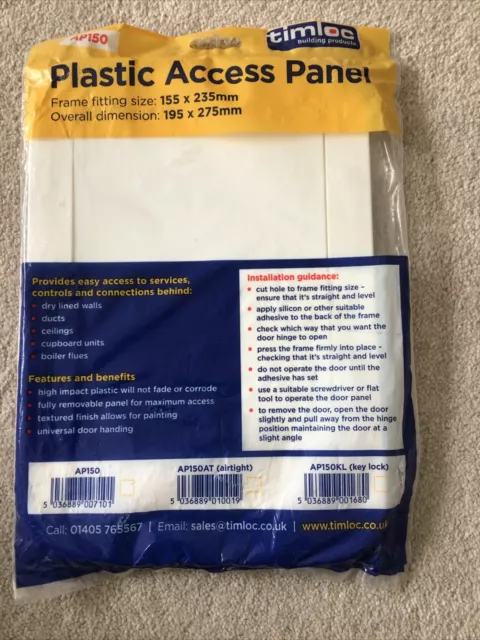 AP150
timloc
building products
Plastic Access Panel
Frame fitting size: 155 x 235mm
Overall dimension: 195 x 275mm
Provides easy access to services,
controls and connections behind:
• dry lined walls
• ducts
• ceilings
• cupboard units
• boiler flues
Features and benefits
• high impact plastic will not fade or corrode
• fully removable panel for maximum access
• textured finish allows for painting
• universal door handing
Installation guidance:
• cut hole to frame fitting size –
ensure that it's straight and level
• apply silicon or other suitable
adhesive to the back of the frame
• check which way that you want the
door hinge to open
• press the frame firmly into place –
checking that it's straight and level
• do not operate the door until the
adhesive has set
• use a suitable screwdriver or flat
tool to operate the door panel
• to remove the door, open the door
slightly and pull away from the hinge
position maintaining the door at a
slight angle
AP150
5 036889 007101
AP150AT (airtight)
5 036889 010019
AP150KL (key lock)
5 036889 001680
Call: 01405 765567 | Email: sales@timloc.co.uk | www.timloc.co.uk